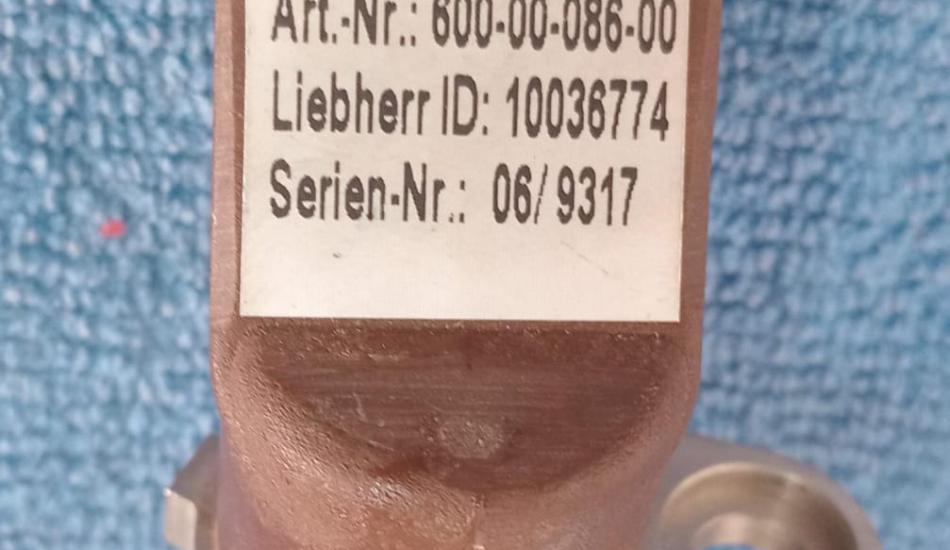 Art.-Nr.: 600-00-086-00
Liebherr ID: 10036774
Serien-Nr.: 06/ 9317